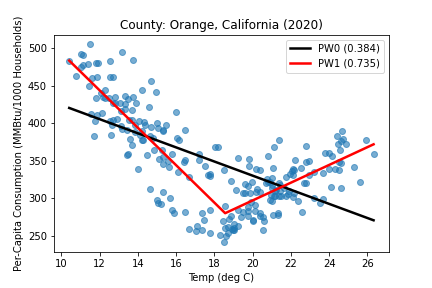 County: Orange, California (2020)
Per-Capita Consumption (MMBtu/1000 Households)
500
450
400
350
300
250
PW0 (0.384)
PW1 (0.735)
10 12 14 16 18 20 22 24 26
Temp (deg C)